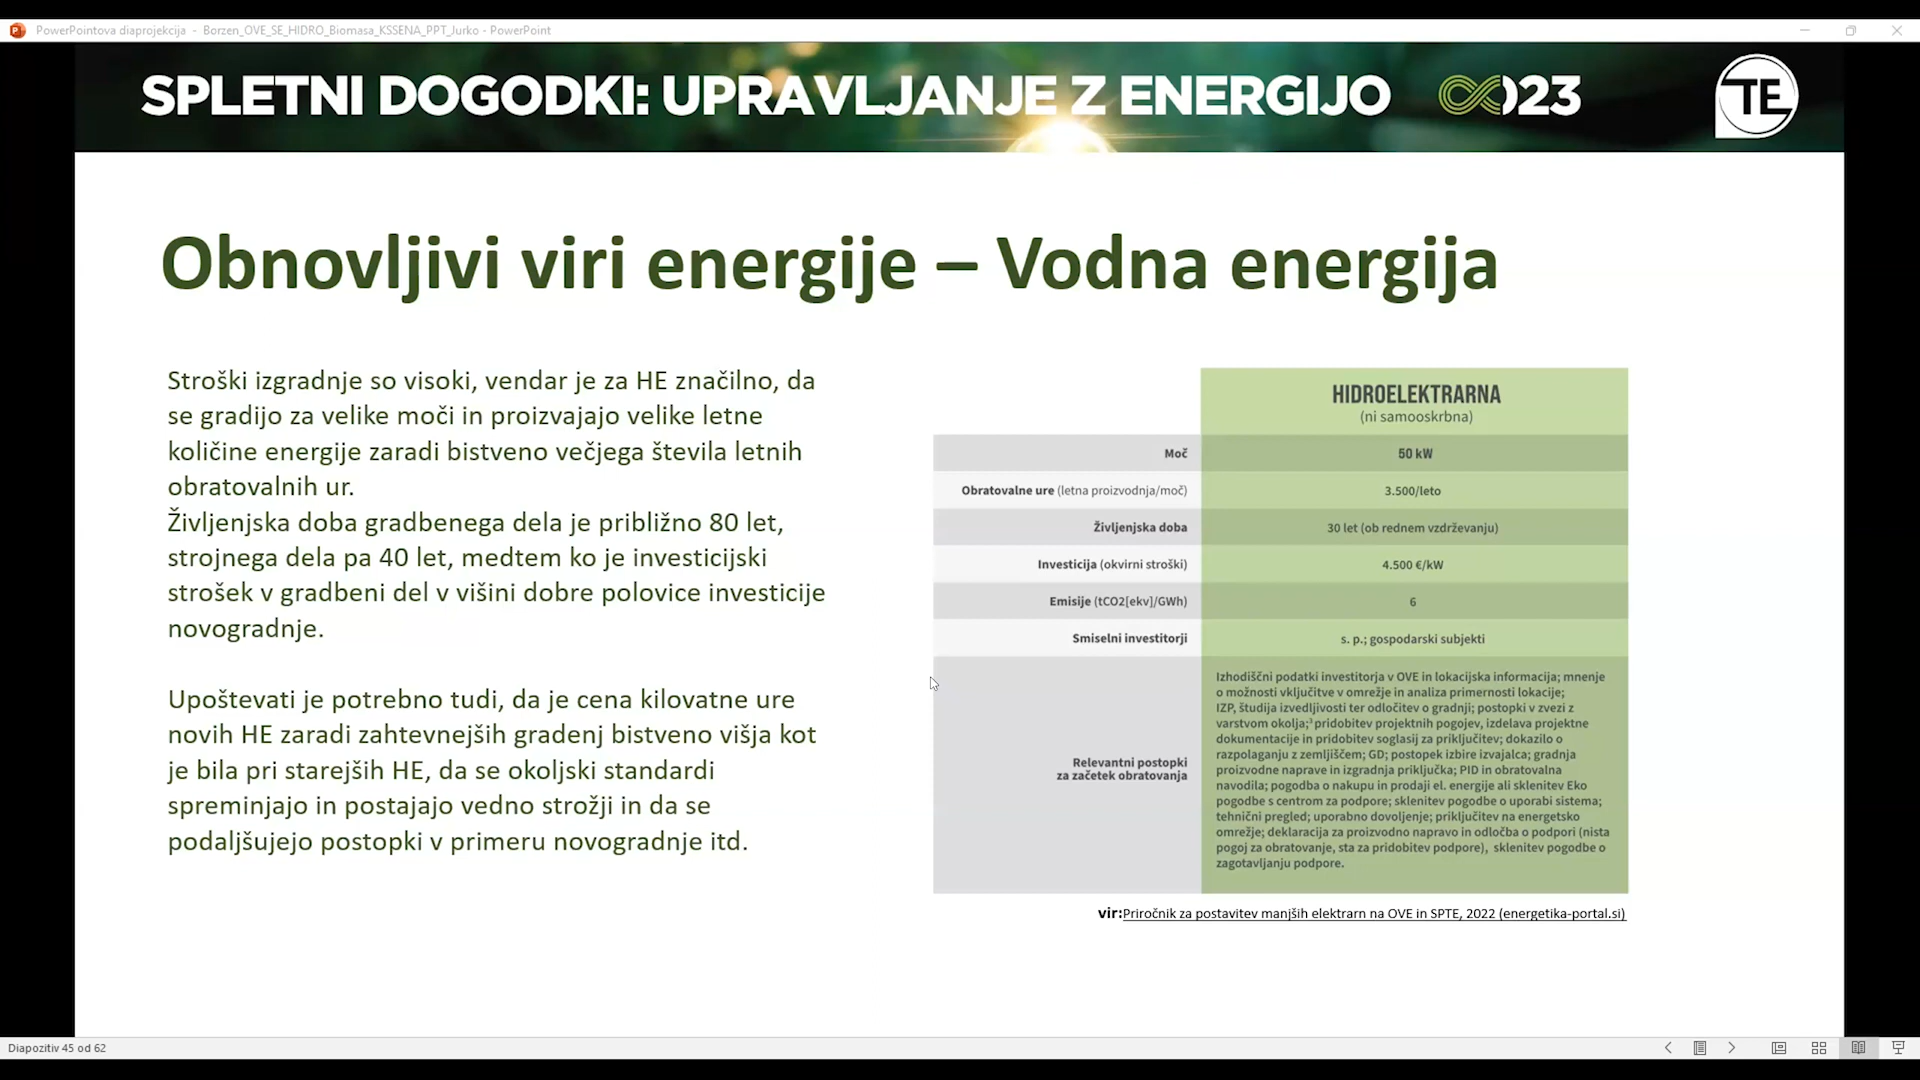 PowerPointova diaprojekcija - Borzen_OVE_SE_HIDRO_Biomasa_KSSENA_PPT_Jurko - PowerPoint
SPLETNI DOGODKI: UPRAVLJANJE Z ENERGIJO 23
TE
Obnovljivi viri energije – Vodna energija
Stroški izgradnje so visoki, vendar je za HE značilno, da
se gradijo za velike moči in proizvajajo velike letne
količine energije zaradi bistveno večjega števila letnih
obratovalnih ur.
Življenjska doba gradbenega dela je približno 80 let,
strojnega dela pa 40 let, medtem ko je investicijski
strošek v gradbeni del v višini dobre polovice investicije
novogradnje.
Upoštevati je potrebno tudi, da je cena kilovatne ure
novih HE zaradi zahtevnejših gradenj bistveno višja kot
je bila pri starejših HE, da se okoljski standardi
spreminjajo in postajajo vedno strožji in da se
podaljšujejo postopki v primeru novogradnje itd.
HIDROELEKTRARNA
(ni samooskrbna)
Moč 50 kW
Obratovalne ure (letna proizvodnja/moč) 3.500/leto
Življenjska doba 30 let (ob rednem vzdrževanju)
Investicija (okvirni stroški) 4.500 €/kW
Emisije (tCO2[ekv]/GWh) 6
Smiselni investitorji s. p.; gospodarski subjekti
Relevantni postopki
za začetek obratovanja
Izhodiščni podatki investitorja v OVE in lokacijska informacija; mnenje
o možnosti vključitve v omrežje in analiza primernosti lokacije;
IZP, študija izvedljivosti ter odločitev o gradnji; postopki v zvezi z
varstvom okolja;³ pridobitev projektnih pogojev, izdelava projektne
dokumentacije in pridobitev soglasij za priključitev; dokazilo o
razpolaganju z zemljiščem; GD; postopek izbire izvajalca; gradnja
proizvodne naprave in izgradnja priključka; PID in obratovalna
navodila; pogodba o nakupu in prodaji el. energije ali sklenitev Eko
pogodbe s centrom za podpore; sklenitev pogodbe o uporabi sistema;
tehnični pregled; uporabno dovoljenje; priključitev na energetsko
omrežje; deklaracija za proizvodno napravo in odločba o podpori (nista
pogoj za obratovanje, sta za pridobitev podpore), sklenitev pogodbe o
zagotavljanju podpore.
vir:Priročnik za postavitev manjših elektrarn na OVE in SPTE, 2022 (energetika-portal.si)
Diapozitiv 45 od 62